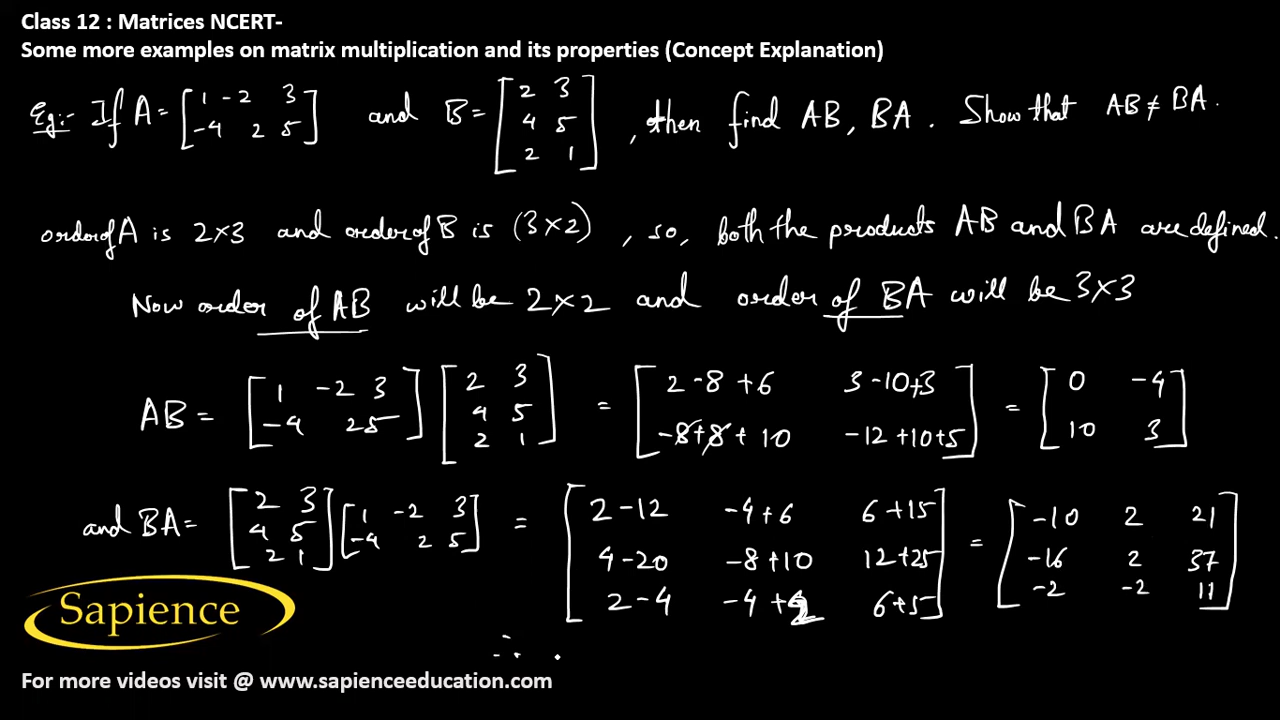 Class 12 : Matrices NCERT-
Some more examples on matrix multiplication and its properties (Concept Explanation)
Eg:- If A = [1 -2 3; -4 2 5] and B = [2 3; 4 5; 2 1], then find AB, BA. Show that AB ≠ BA.
order of A is 2×3 and order of B is (3×2), so, both the products AB and BA are defined.
Now order of AB will be 2×2 and order of BA will be 3×3
AB = [1 -2 3; -4 2 5] [2 3; 4 5; 2 1] = [2-8+6 3-10+3; -8+8+10 -12+10+5] = [0 -4; 10 3]
and BA = [2 3; 4 5; 2 1] [1 -2 3; -4 2 5] = [2-12 -4+6 6+15; 4-20 -8+10 12+25; 2-4 -4+2 6+5] = [-10 2 21; -16 2 37; -2 -2 11]
Sapience
∴ .
For more videos visit @ www.sapienceeducation.com